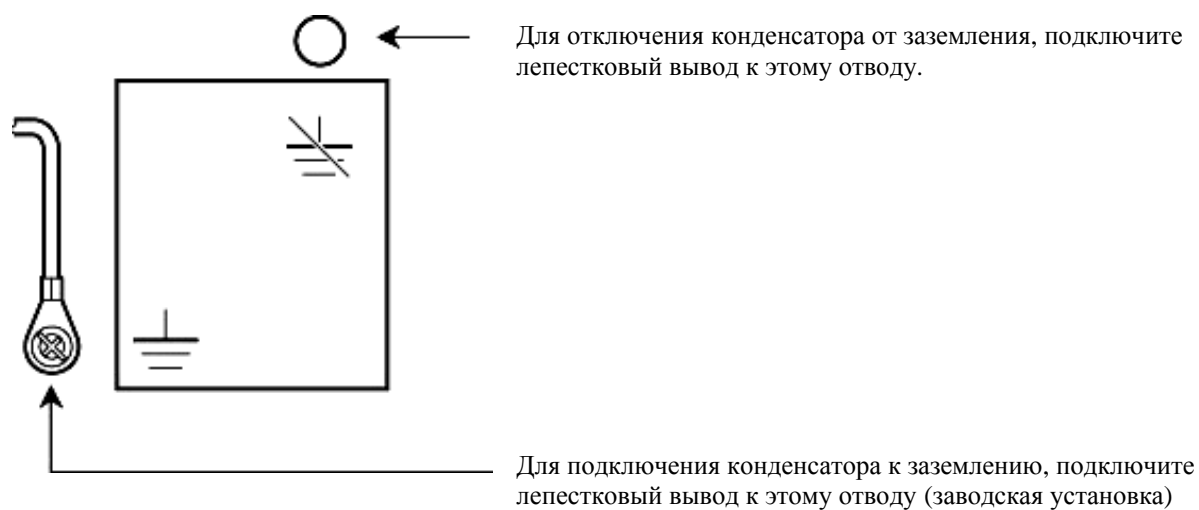 Для отключения конденсатора от заземления, подключите
лепестковый вывод к этому отводу.
Для подключения конденсатора к заземлению, подключите
лепестковый вывод к этому отводу (заводская установка)